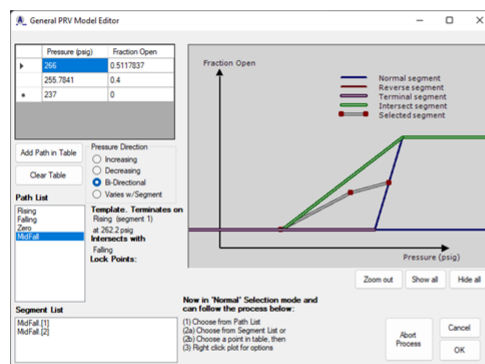 General PRV Model Editor
Pressure (psig) Fraction Open
266 0.5117837
255.7841 0.4
237 0
Add Path in Table
Clear Table
Pressure Direction
Increasing
Decreasing
Bi-Directional
Varies w/Segment
Path List
Rising
Falling
Zero
MidFall
Template. Terminates on
Rising (segment 1)
at 262.2 psig
Intersects with
Falling
Lock Points:
Segment List
MidFall.[1]
MidFall.[2]
Fraction Open
Normal segment
Reverse segment
Terminal segment
Intersect segment
Selected segment
Pressure (psig)
Zoom out
Show all
Hide all
Now in 'Normal' Selection mode and
can follow the process below:
(1) Choose from Path List
(2a) Choose from Segment List or
(2b) Choose a point in table, then
(3) Right click plot for options
Abort
Process
Cancel
OK